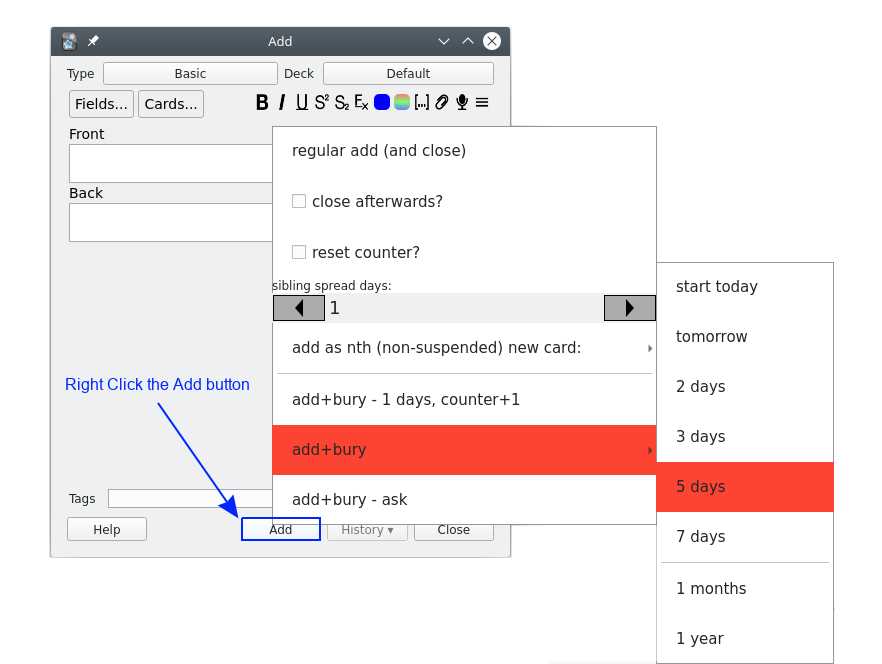 Add
Type Basic Deck Default
Fields... Cards... B I U S² S₂ Ex [...]
Front
Back
regular add (and close)
close afterwards?
reset counter?
sibling spread days:
1
add as nth (non-suspended) new card:
add+bury - 1 days, counter+1
add+bury
add+bury - ask
start today
tomorrow
2 days
3 days
5 days
7 days
1 months
1 year
Right Click the Add button
Tags
Help Add History ▾ Close